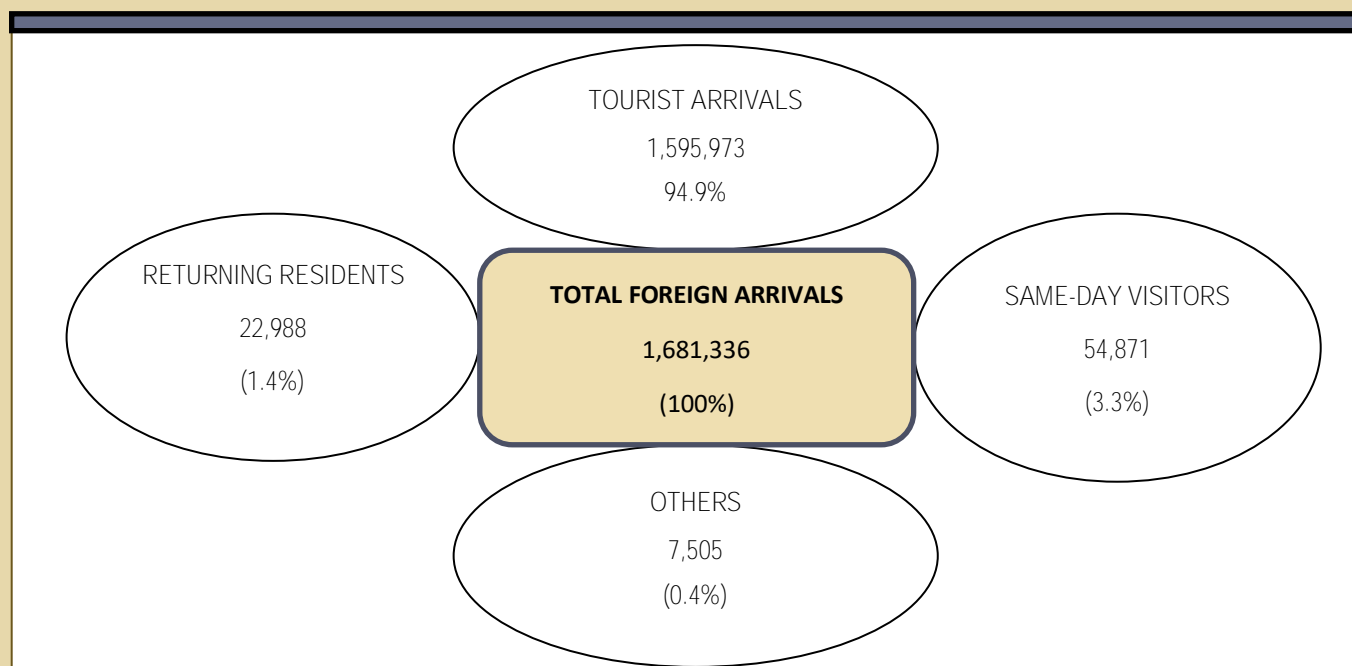 TOURIST ARRIVALS
1,595,973
94.9%
RETURNING RESIDENTS
22,988
(1.4%)
TOTAL FOREIGN ARRIVALS
1,681,336
(100%)
SAME-DAY VISITORS
54,871
(3.3%)
OTHERS
7,505
(0.4%)